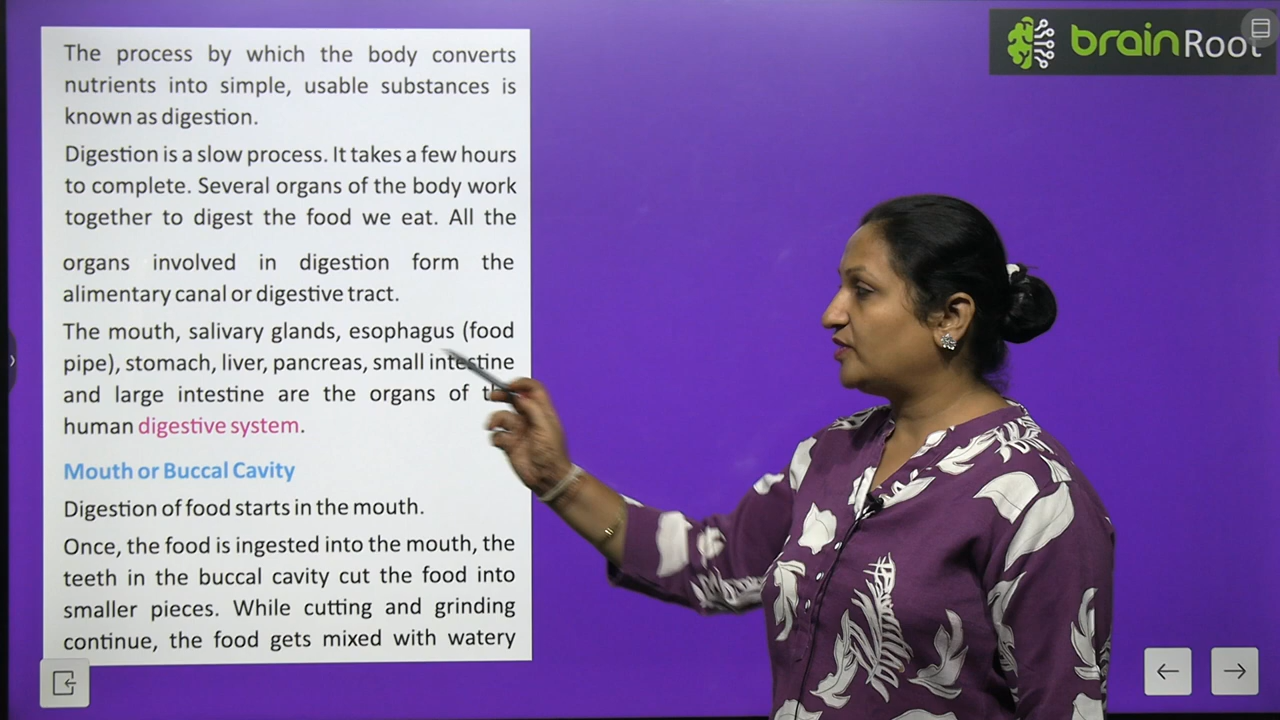 The process by which the body converts
nutrients into simple, usable substances is
known as digestion.
Digestion is a slow process. It takes a few hours
to complete. Several organs of the body work
together to digest the food we eat. All the
organs involved in digestion form the
alimentary canal or digestive tract.
The mouth, salivary glands, esophagus (food
pipe), stomach, liver, pancreas, small intestine
and large intestine are the organs of
human digestive system.
Mouth or Buccal Cavity
Digestion of food starts in the mouth.
Once, the food is ingested into the mouth, the
teeth in the buccal cavity cut the food into
smaller pieces. While cutting and grinding
continue, the food gets mixed with watery
brainRoot